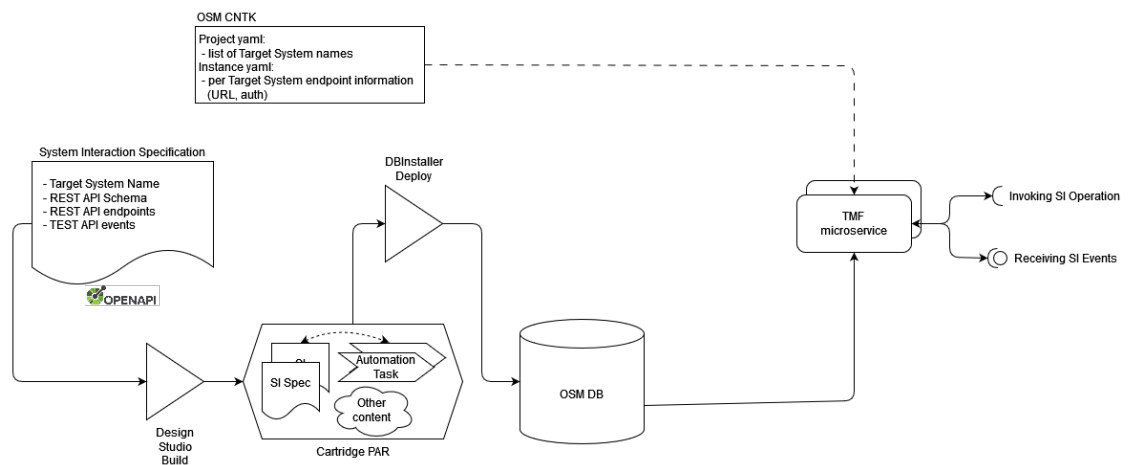 OSM CNTK
Project yaml:
- list of Target System names
Instance yaml:
- per Target System endpoint information
(URL, auth)
System Interaction Specification
- Target System Name
- REST API Schema
- REST API endpoints
- TEST API events
OPENAPI
DBInstaller
Deploy
TMF
microservice
Invoking SI Operation
Receiving SI Events
Design
Studio
Build
SI
SI Spec
Automation
Task
Other
content
Cartridge PAR
OSM DB